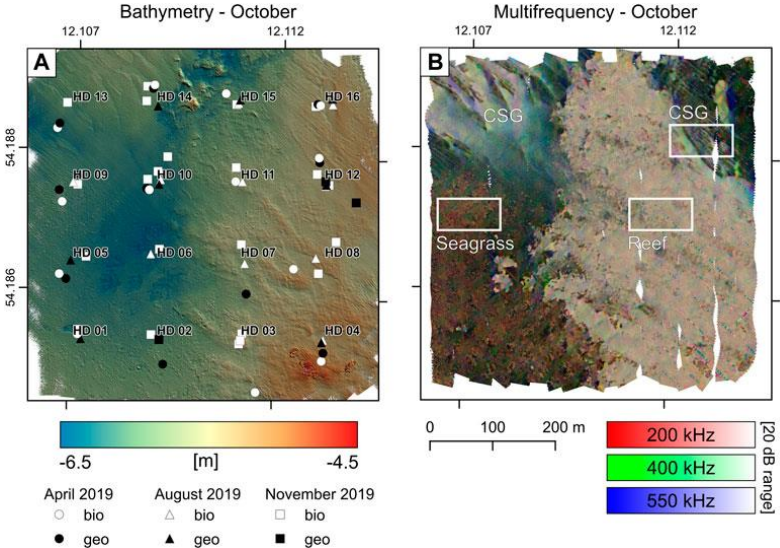 Bathymetry - October
Multifrequency - October
12.107 12.112
12.107 12.112
A
B
HD 13 HD 14 HD 15 HD 16
CSG CSG
54.188
HD 09 HD 10 HD 11 HD 12
Seagrass Reef
HD 05 HD 06 HD 07 HD 08
54.186
HD 01 HD 02 HD 03 HD 04
0 100 200 m
-6.5 [m] -4.5
200 kHz
400 kHz
550 kHz
[20 dB range]
April 2019 August 2019 November 2019
bio bio bio
geo geo geo